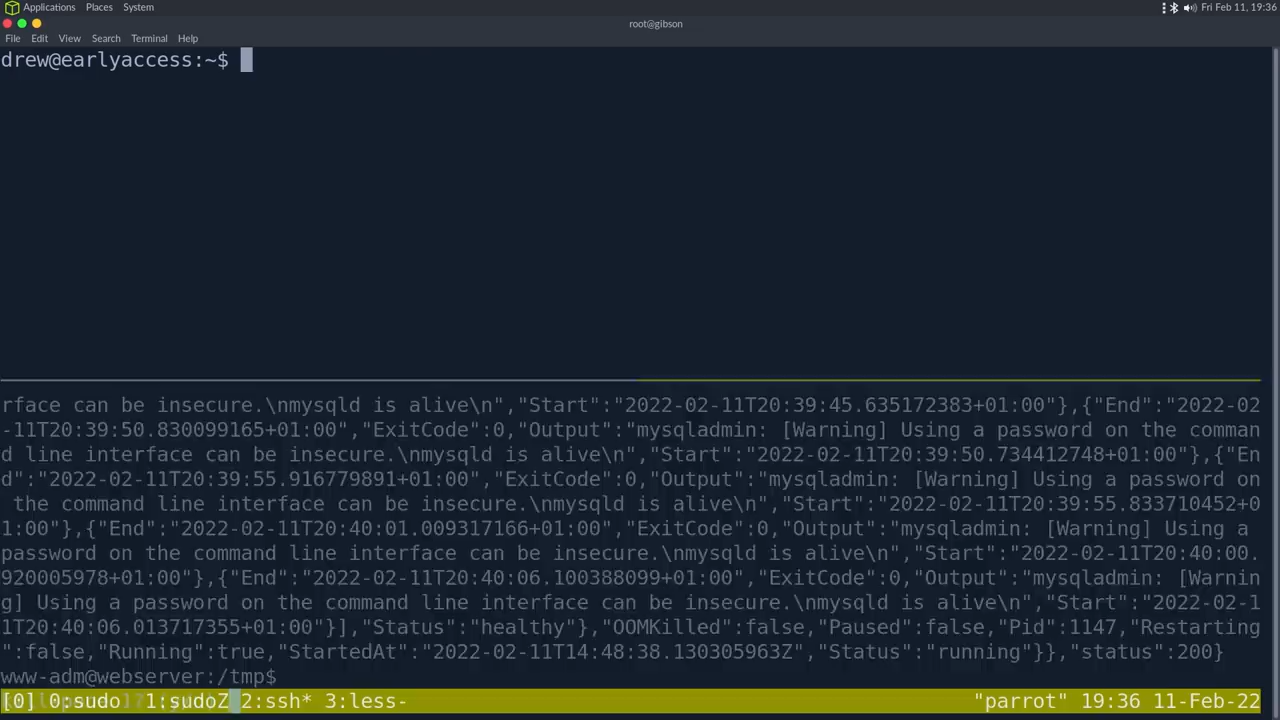 Applications Places System
Fri Feb 11, 19:36
root@gibson
File Edit View Search Terminal Help
drew@earlyaccess:~$
rface can be insecure.\nmysqld is alive\n","Start":"2022-02-11T20:39:45.635172383+01:00"},{"End":"2022-02
-11T20:39:50.830099165+01:00","ExitCode":0,"Output":"mysqladmin: [Warning] Using a password on the comman
d line interface can be insecure.\nmysqld is alive\n","Start":"2022-02-11T20:39:50.734412748+01:00"},{"En
d":"2022-02-11T20:39:55.916779891+01:00","ExitCode":0,"Output":"mysqladmin: [Warning] Using a password on
 the command line interface can be insecure.\nmysqld is alive\n","Start":"2022-02-11T20:39:55.833710452+0
1:00"},{"End":"2022-02-11T20:40:01.009317166+01:00","ExitCode":0,"Output":"mysqladmin: [Warning] Using a
password on the command line interface can be insecure.\nmysqld is alive\n","Start":"2022-02-11T20:40:00.
920005978+01:00"},{"End":"2022-02-11T20:40:06.100388099+01:00","ExitCode":0,"Output":"mysqladmin: [Warnin
g] Using a password on the command line interface can be insecure.\nmysqld is alive\n","Start":"2022-02-1
1T20:40:06.013717355+01:00"}],"Status":"healthy"},"OOMKilled":false,"Paused":false,"Pid":1147,"Restarting
":false,"Running":true,"StartedAt":"2022-02-11T14:48:38.130305963Z","Status":"running"}},"status":200}
www-adm@webserver:/tmp$
[0] 0:sudo 1:sudoZ 2:ssh* 3:less- "parrot" 19:36 11-Feb-22